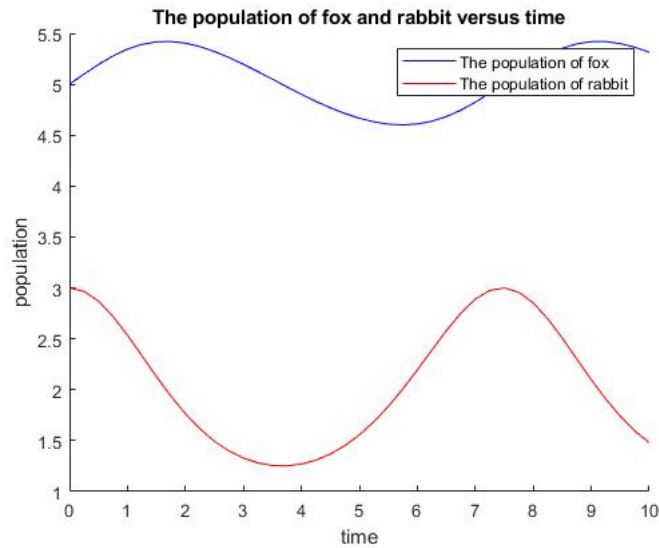 The population of fox and rabbit versus time
The population of fox
The population of rabbit
population
5.5
5
4.5
4
3.5
3
2.5
2
1.5
1
0 1 2 3 4 5 6 7 8 9 10
time